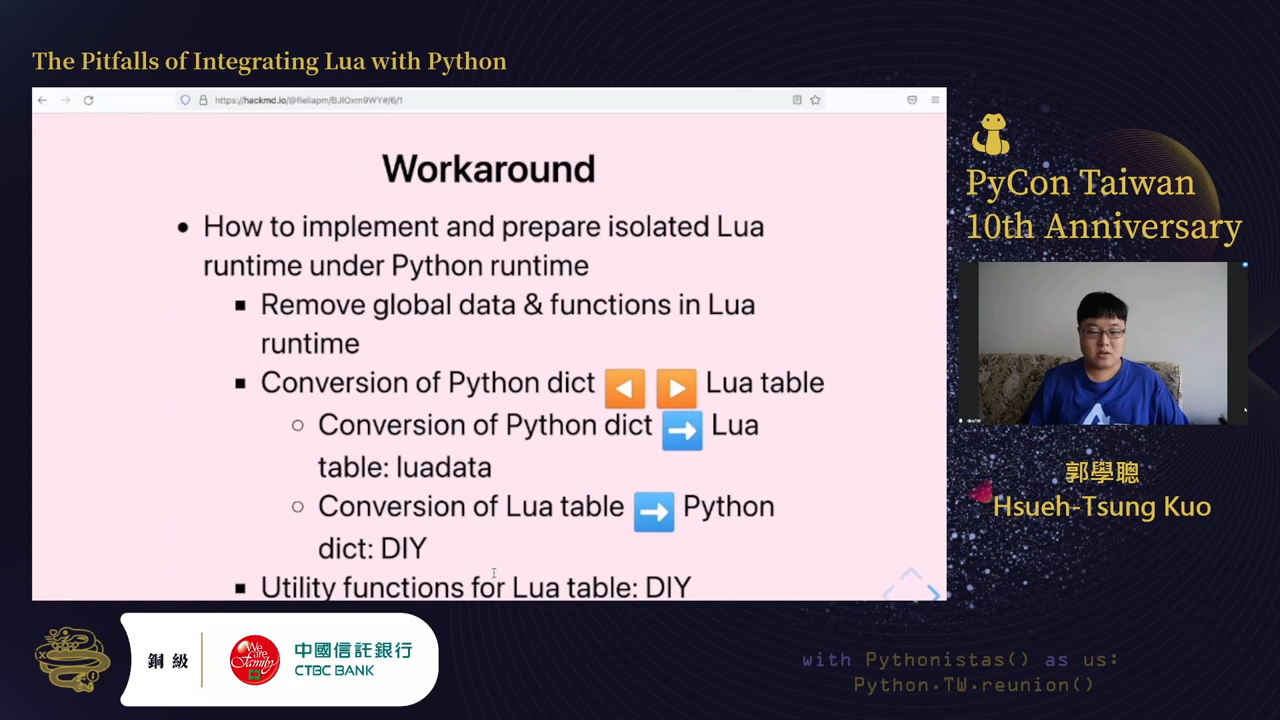 The Pitfalls of Integrating Lua with Python
https://hackmd.io/@fieliapm/BJIOxm9WY#/6/1
Workaround
• How to implement and prepare isolated Lua
runtime under Python runtime
▪ Remove global data & functions in Lua
runtime
▪ Conversion of Python dict ◀ ▶ Lua table
○ Conversion of Python dict ➡ Lua
table: luadata
○ Conversion of Lua table ➡ Python
dict: DIY
▪ Utility functions for Lua table: DIY
PyCon Taiwan
10th Anniversary
郭學聰
Hsueh-Tsung Kuo
銅級
We are Family
中國信託銀行
CTBC BANK
with Pythonistas() as us:
Python.TW.reunion()